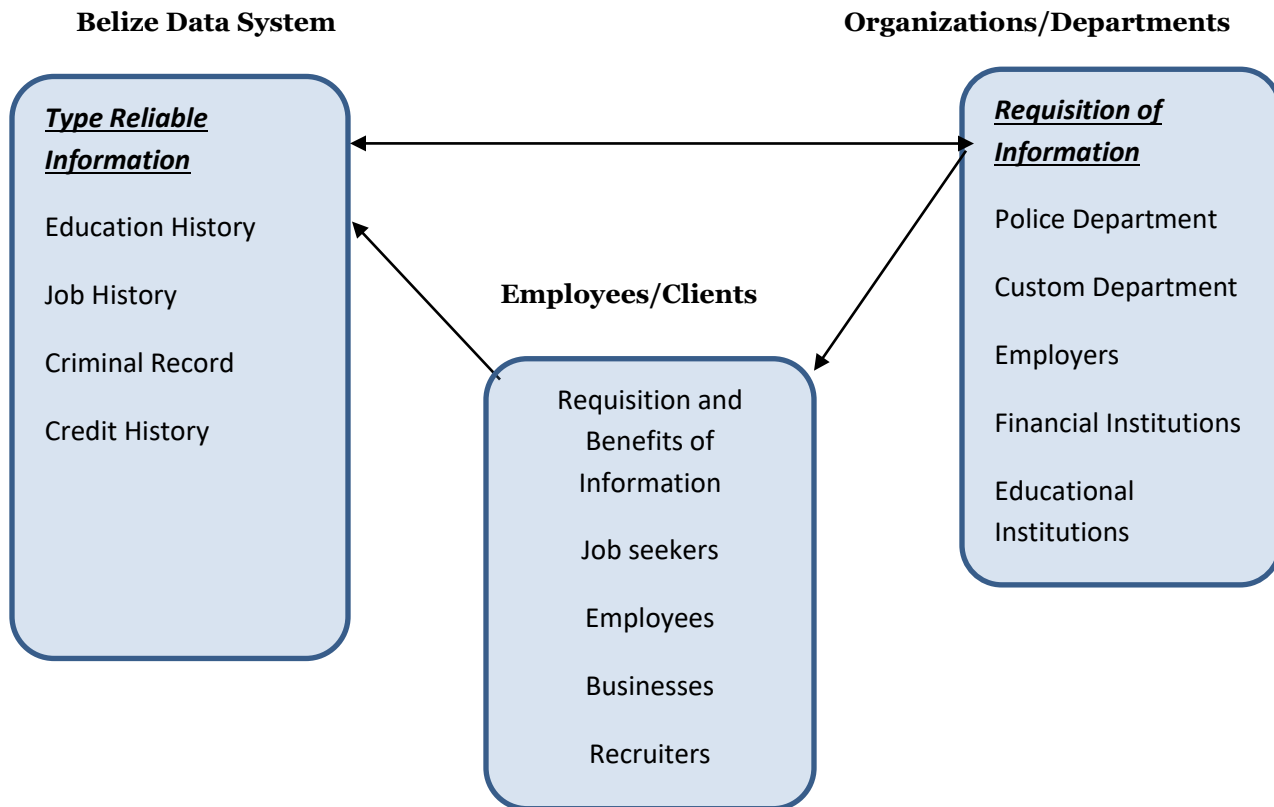 Belize Data System
Organizations/Departments
Type Reliable
Information
Education History
Job History
Criminal Record
Credit History
Employees/Clients
Requisition and
Benefits of
Information
Job seekers
Employees
Businesses
Recruiters
Requisition of
Information
Police Department
Custom Department
Employers
Financial Institutions
Educational
Institutions